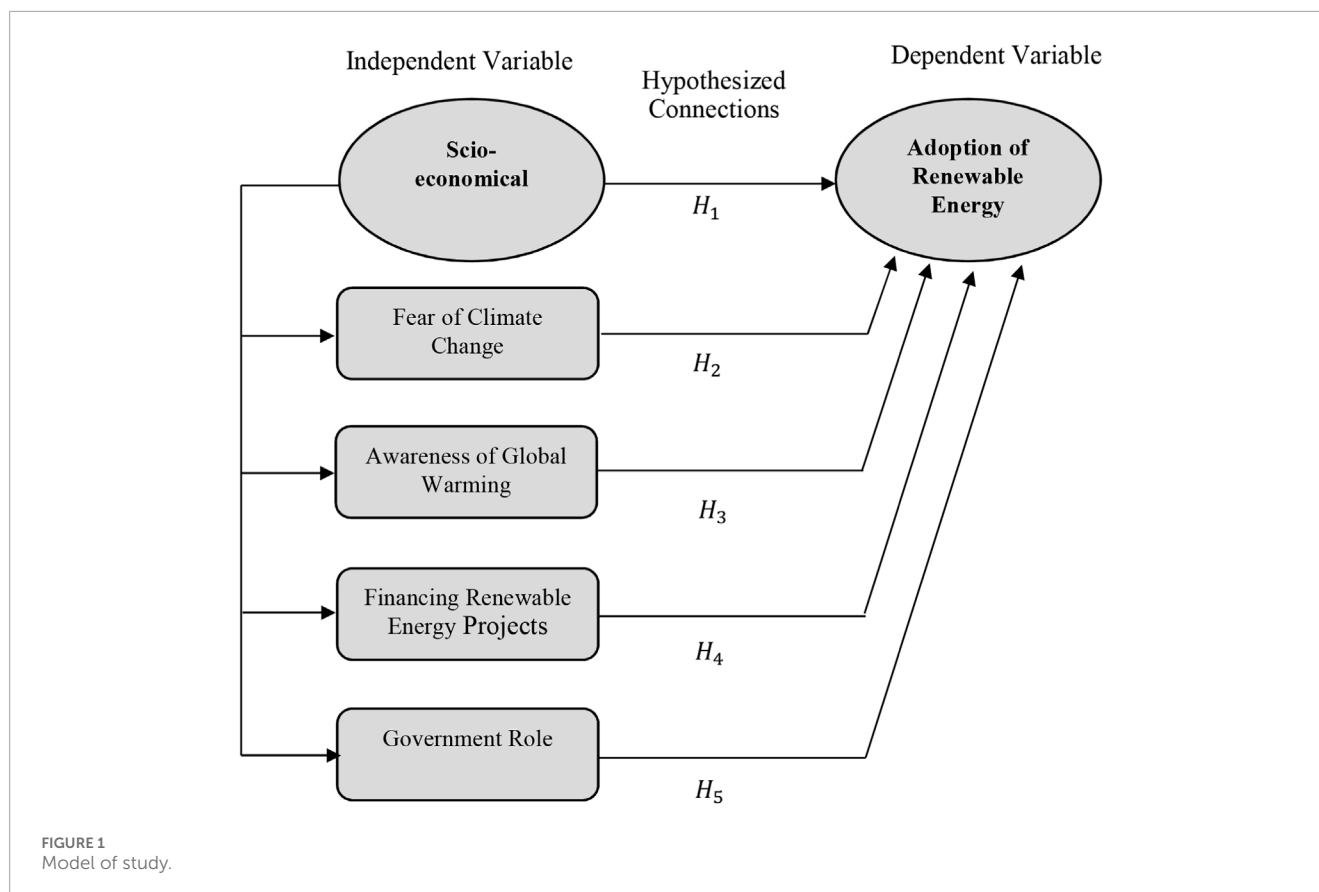 Independent Variable
Hypothesized
Connections
Dependent Variable
Scio-
economical
Adoption of
Renewable
Energy
H₁
Fear of Climate
Change
H₂
Awareness of Global
Warming
H₃
Financing Renewable
Energy Projects
H₄
Government Role
H₅
FIGURE 1
Model of study.